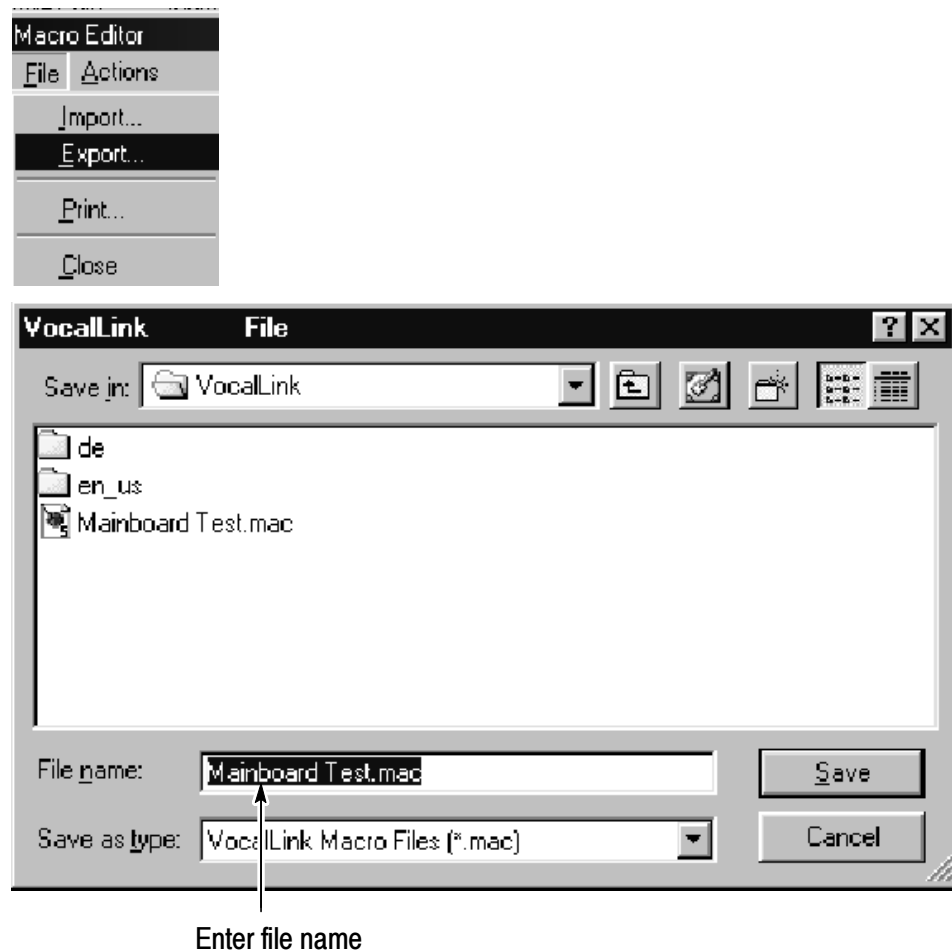 Macro Editor
File Actions
Import...
Export...
Print...
Close
VocalLink File
Save in: VocalLink
de
en_us
Mainboard Test.mac
File name: Mainboard Test.mac Save
Save as type: VocalLink Macro Files (*.mac) Cancel
Enter file name